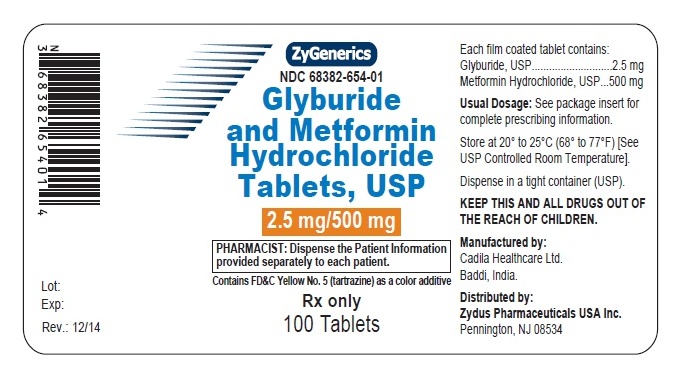 N
3 68382 65401 4
Lot:
Exp:
Rev.: 12/14
ZyGenerics
NDC 68382-654-01
Glyburide
and Metformin
Hydrochloride
Tablets, USP
2.5 mg/500 mg
PHARMACIST: Dispense the Patient Information
provided separately to each patient.
Contains FD&C Yellow No. 5 (tartrazine) as a color additive
Rx only
100 Tablets
Each film coated tablet contains:
Glyburide, USP............................2.5 mg
Metformin Hydrochloride, USP...500 mg
Usual Dosage: See package insert for
complete prescribing information.
Store at 20° to 25°C (68° to 77°F) [See
USP Controlled Room Temperature].
Dispense in a tight container (USP).
KEEP THIS AND ALL DRUGS OUT OF
THE REACH OF CHILDREN.
Manufactured by:
Cadila Healthcare Ltd.
Baddi, India.
Distributed by:
Zydus Pharmaceuticals USA Inc.
Pennington, NJ 08534